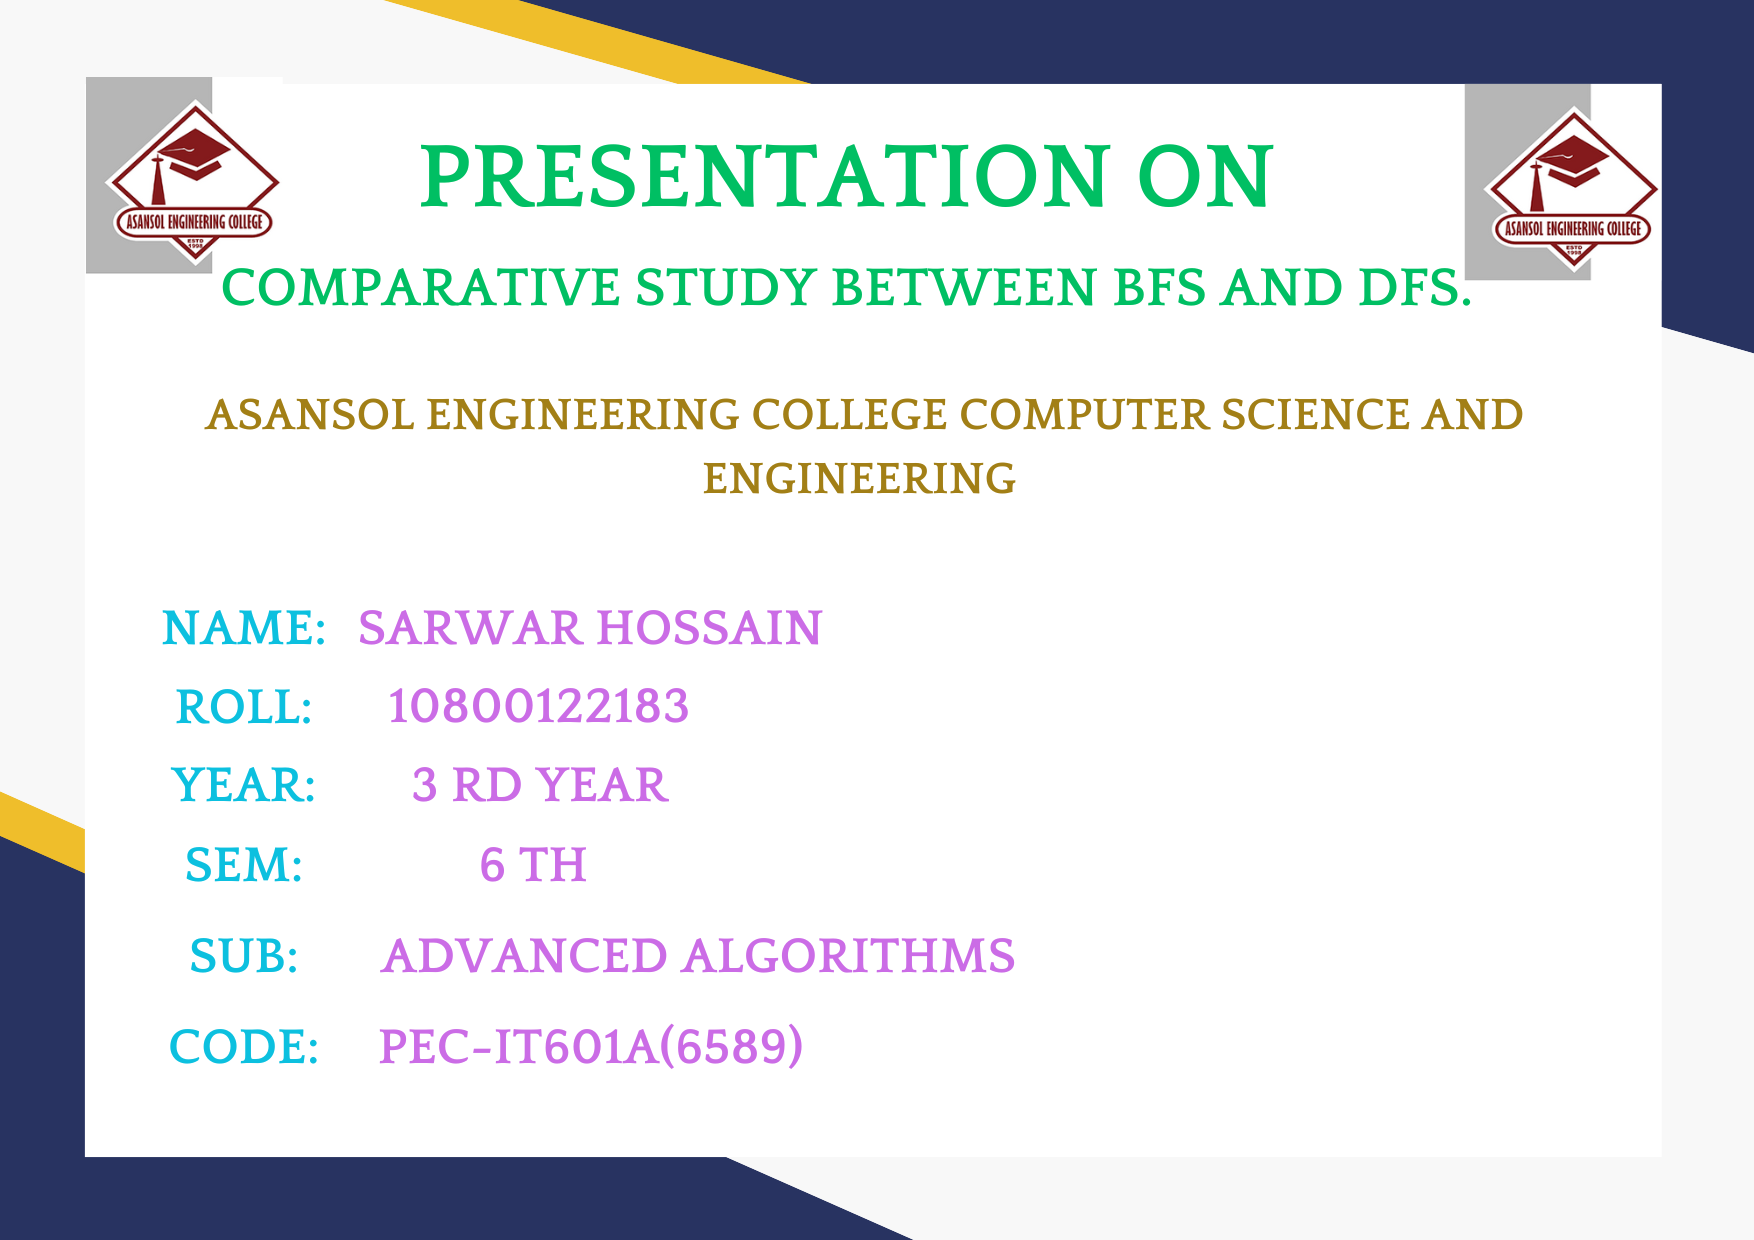 PRESENTATION ON
COMPARATIVE STUDY BETWEEN BFS AND DFS.
ASANSOL ENGINEERING COLLEGE
ESTD
1998
ASANSOL ENGINEERING COLLEGE
ESTD
1998
ASANSOL ENGINEERING COLLEGE COMPUTER SCIENCE AND
ENGINEERING
NAME: SARWAR HOSSAIN
ROLL: 10800122183
YEAR: 3 RD YEAR
SEM: 6 TH
SUB: ADVANCED ALGORITHMS
CODE: PEC-IT601A(6589)